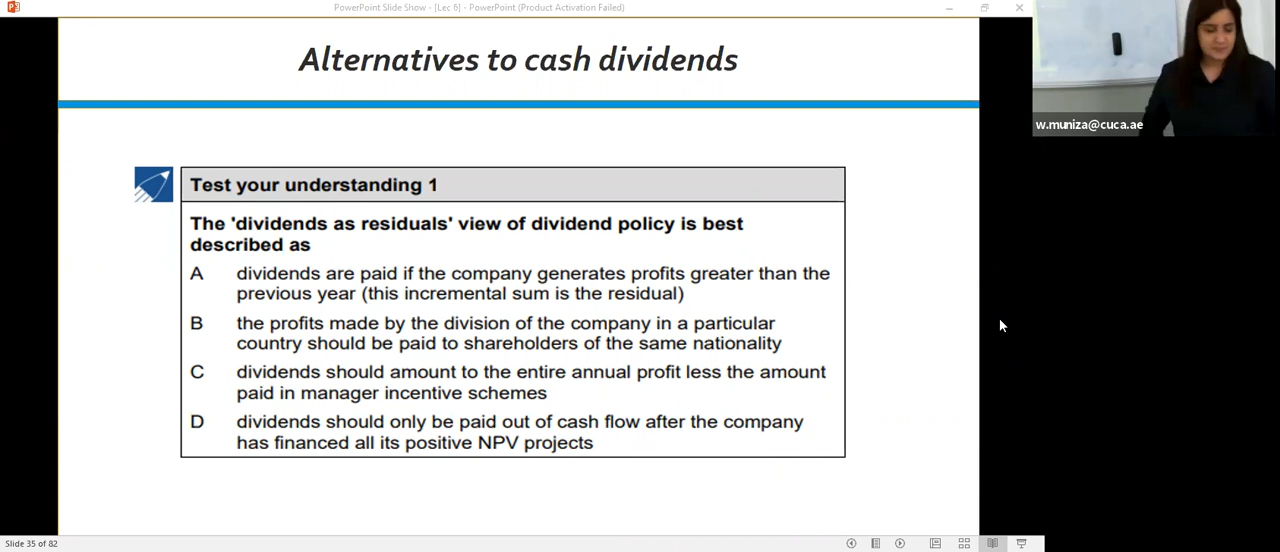 PowerPoint Slide Show - [Lec 6] - PowerPoint (Product Activation Failed)
Alternatives to cash dividends
w.muniza@cuca.ae
Test your understanding 1
The 'dividends as residuals' view of dividend policy is best
described as
A dividends are paid if the company generates profits greater than the
previous year (this incremental sum is the residual)
B the profits made by the division of the company in a particular
country should be paid to shareholders of the same nationality
C dividends should amount to the entire annual profit less the amount
paid in manager incentive schemes
D dividends should only be paid out of cash flow after the company
has financed all its positive NPV projects
Slide 35 of 82